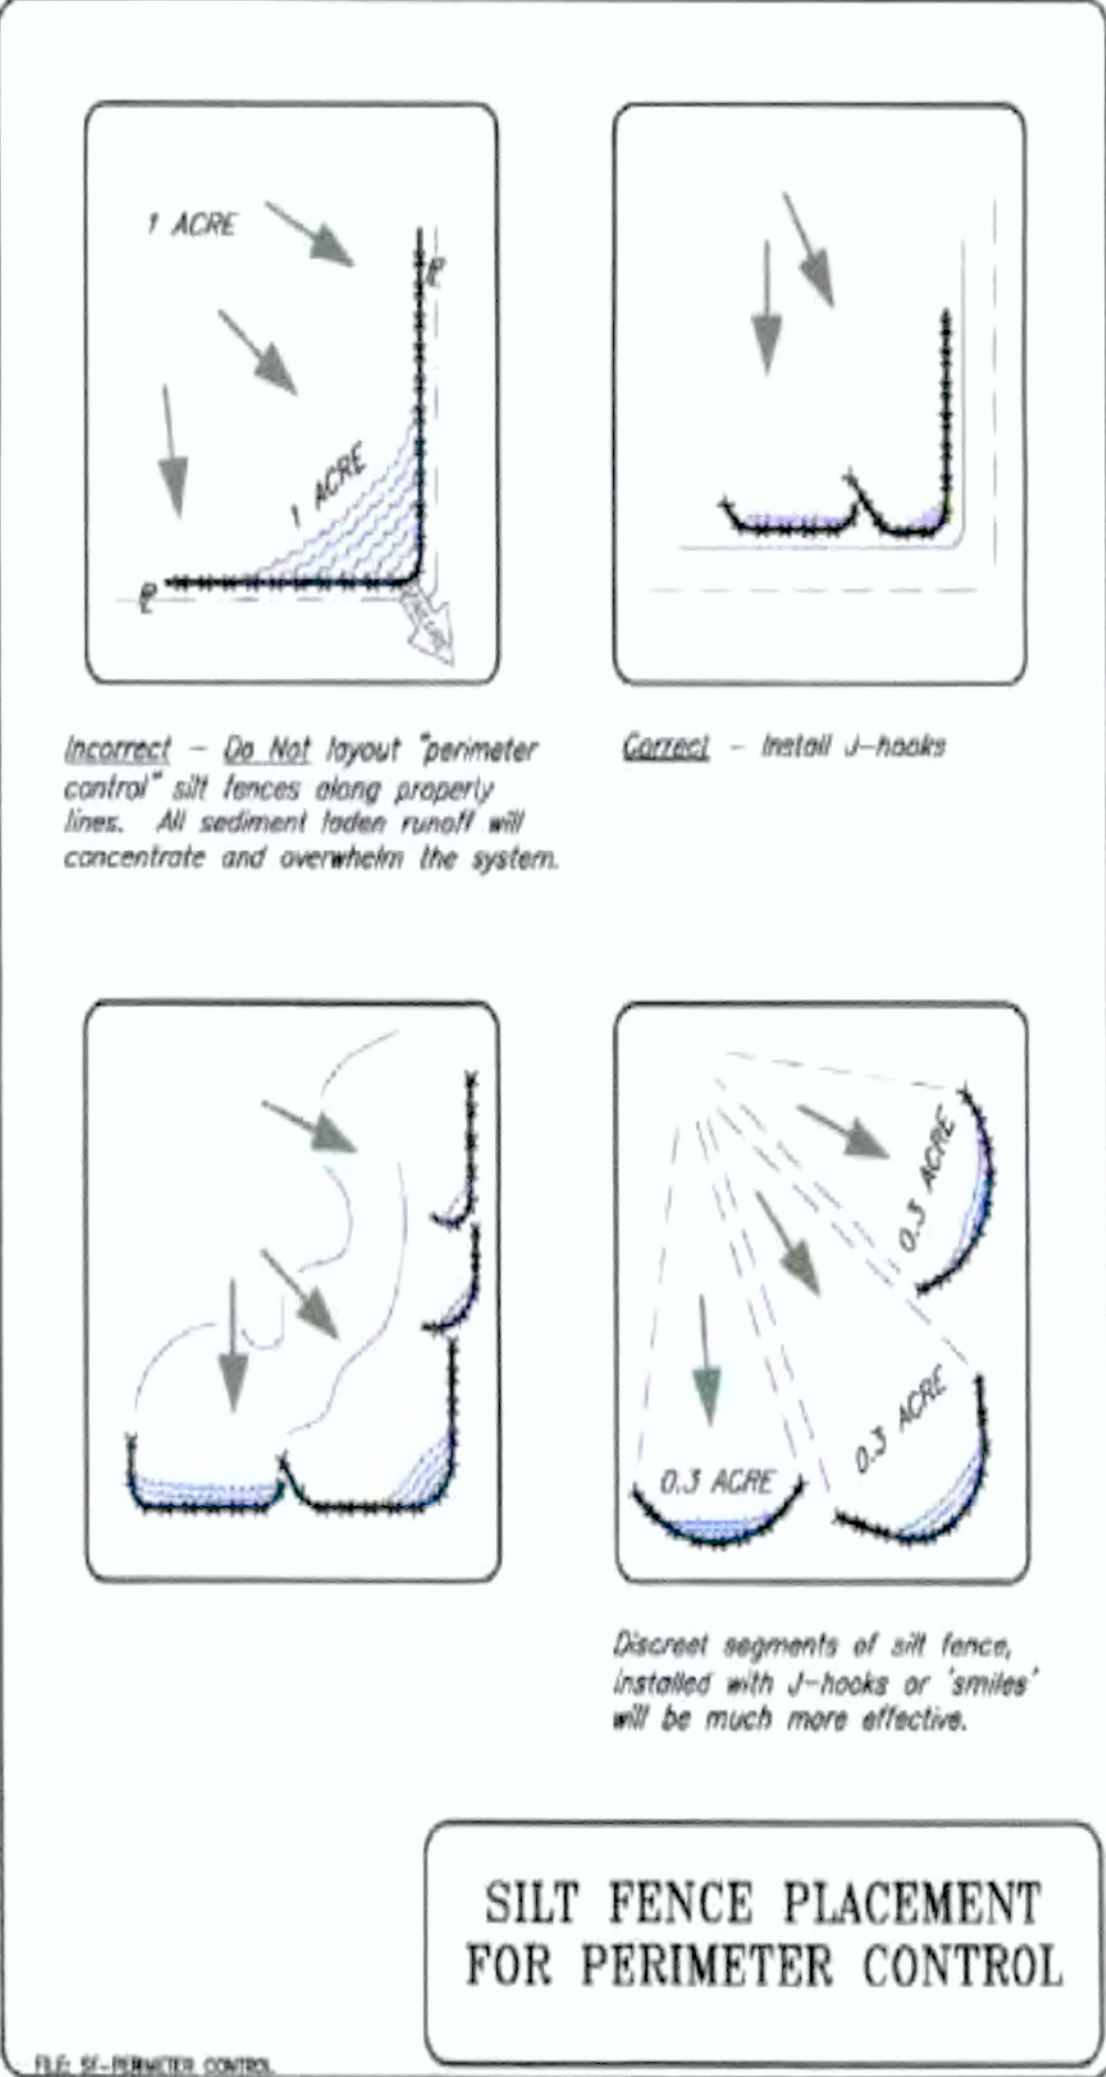 1 ACRE
℄
1 ACRE
℄
Incorrect - Do Not layout "perimeter
control" silt fences along property
lines. All sediment laden runoff will
concentrate and overwhelm the system.
Correct - Install J-hooks
0.3 ACRE
0.3 ACRE
0.3 ACRE
Discreet segments of silt fence,
installed with J-hooks or 'smiles'
will be much more effective.
SILT FENCE PLACEMENT
FOR PERIMETER CONTROL
FILE: SF-PERIMETER CONTROL